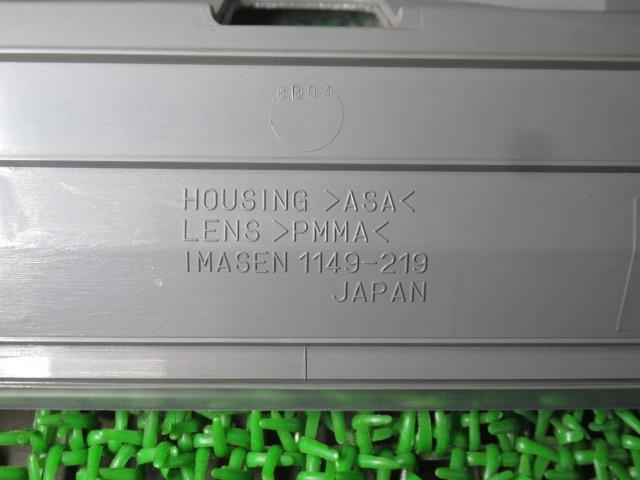 8B04
HOUSING >ASA<
LENS >PMMA<
IMASEN 1149-219
JAPAN